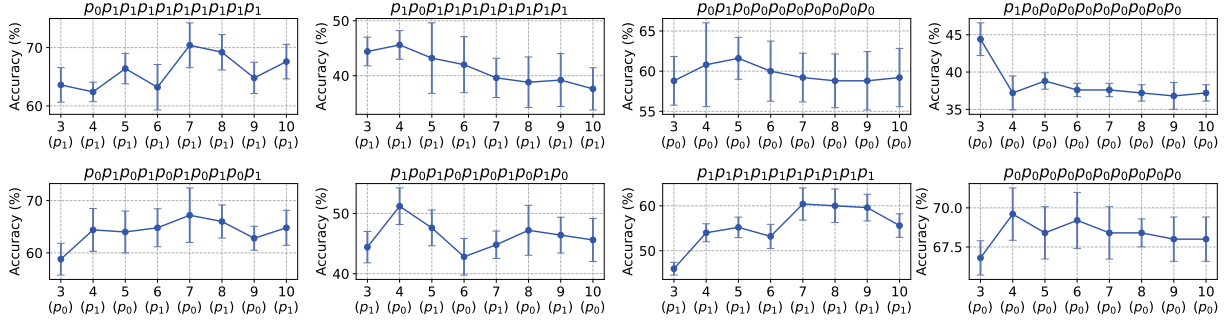 p₀p₁p₁p₁p₁p₁p₁p₁p₁p₁
Accuracy (%)
70
60
3 4 5 6 7 8 9 10
(p₁) (p₁) (p₁) (p₁) (p₁) (p₁) (p₁) (p₁)
p₁p₀p₁p₁p₁p₁p₁p₁p₁p₁
Accuracy (%)
50
40
3 4 5 6 7 8 9 10
(p₁) (p₁) (p₁) (p₁) (p₁) (p₁) (p₁) (p₁)
p₀p₁p₀p₀p₀p₀p₀p₀p₀p₀
Accuracy (%)
65
60
55
3 4 5 6 7 8 9 10
(p₀) (p₀) (p₀) (p₀) (p₀) (p₀) (p₀) (p₀)
p₁p₀p₀p₀p₀p₀p₀p₀p₀p₀
Accuracy (%)
45
40
35
3 4 5 6 7 8 9 10
(p₀) (p₀) (p₀) (p₀) (p₀) (p₀) (p₀) (p₀)
p₀p₁p₀p₁p₀p₁p₀p₁p₀p₁
Accuracy (%)
70
60
3 4 5 6 7 8 9 10
(p₀) (p₁) (p₀) (p₁) (p₀) (p₁) (p₀) (p₁)
p₁p₀p₁p₀p₁p₀p₁p₀p₁p₀
Accuracy (%)
50
40
3 4 5 6 7 8 9 10
(p₁) (p₀) (p₁) (p₀) (p₁) (p₀) (p₁) (p₀)
p₁p₁p₁p₁p₁p₁p₁p₁p₁p₁
Accuracy (%)
60
50
3 4 5 6 7 8 9 10
(p₁) (p₁) (p₁) (p₁) (p₁) (p₁) (p₁) (p₁)
p₀p₀p₀p₀p₀p₀p₀p₀p₀p₀
Accuracy (%)
70.0
67.5
3 4 5 6 7 8 9 10
(p₀) (p₀) (p₀) (p₀) (p₀) (p₀) (p₀) (p₀)